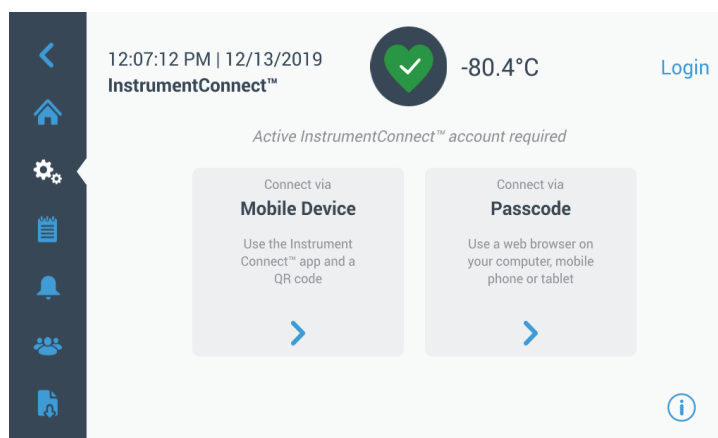 12:07:12 PM | 12/13/2019
InstrumentConnect™
-80.4°C
Login
Active InstrumentConnect™ account required
Connect via
Mobile Device
Use the Instrument
Connect™ app and a
QR code
Connect via
Passcode
Use a web browser on
your computer, mobile
phone or tablet